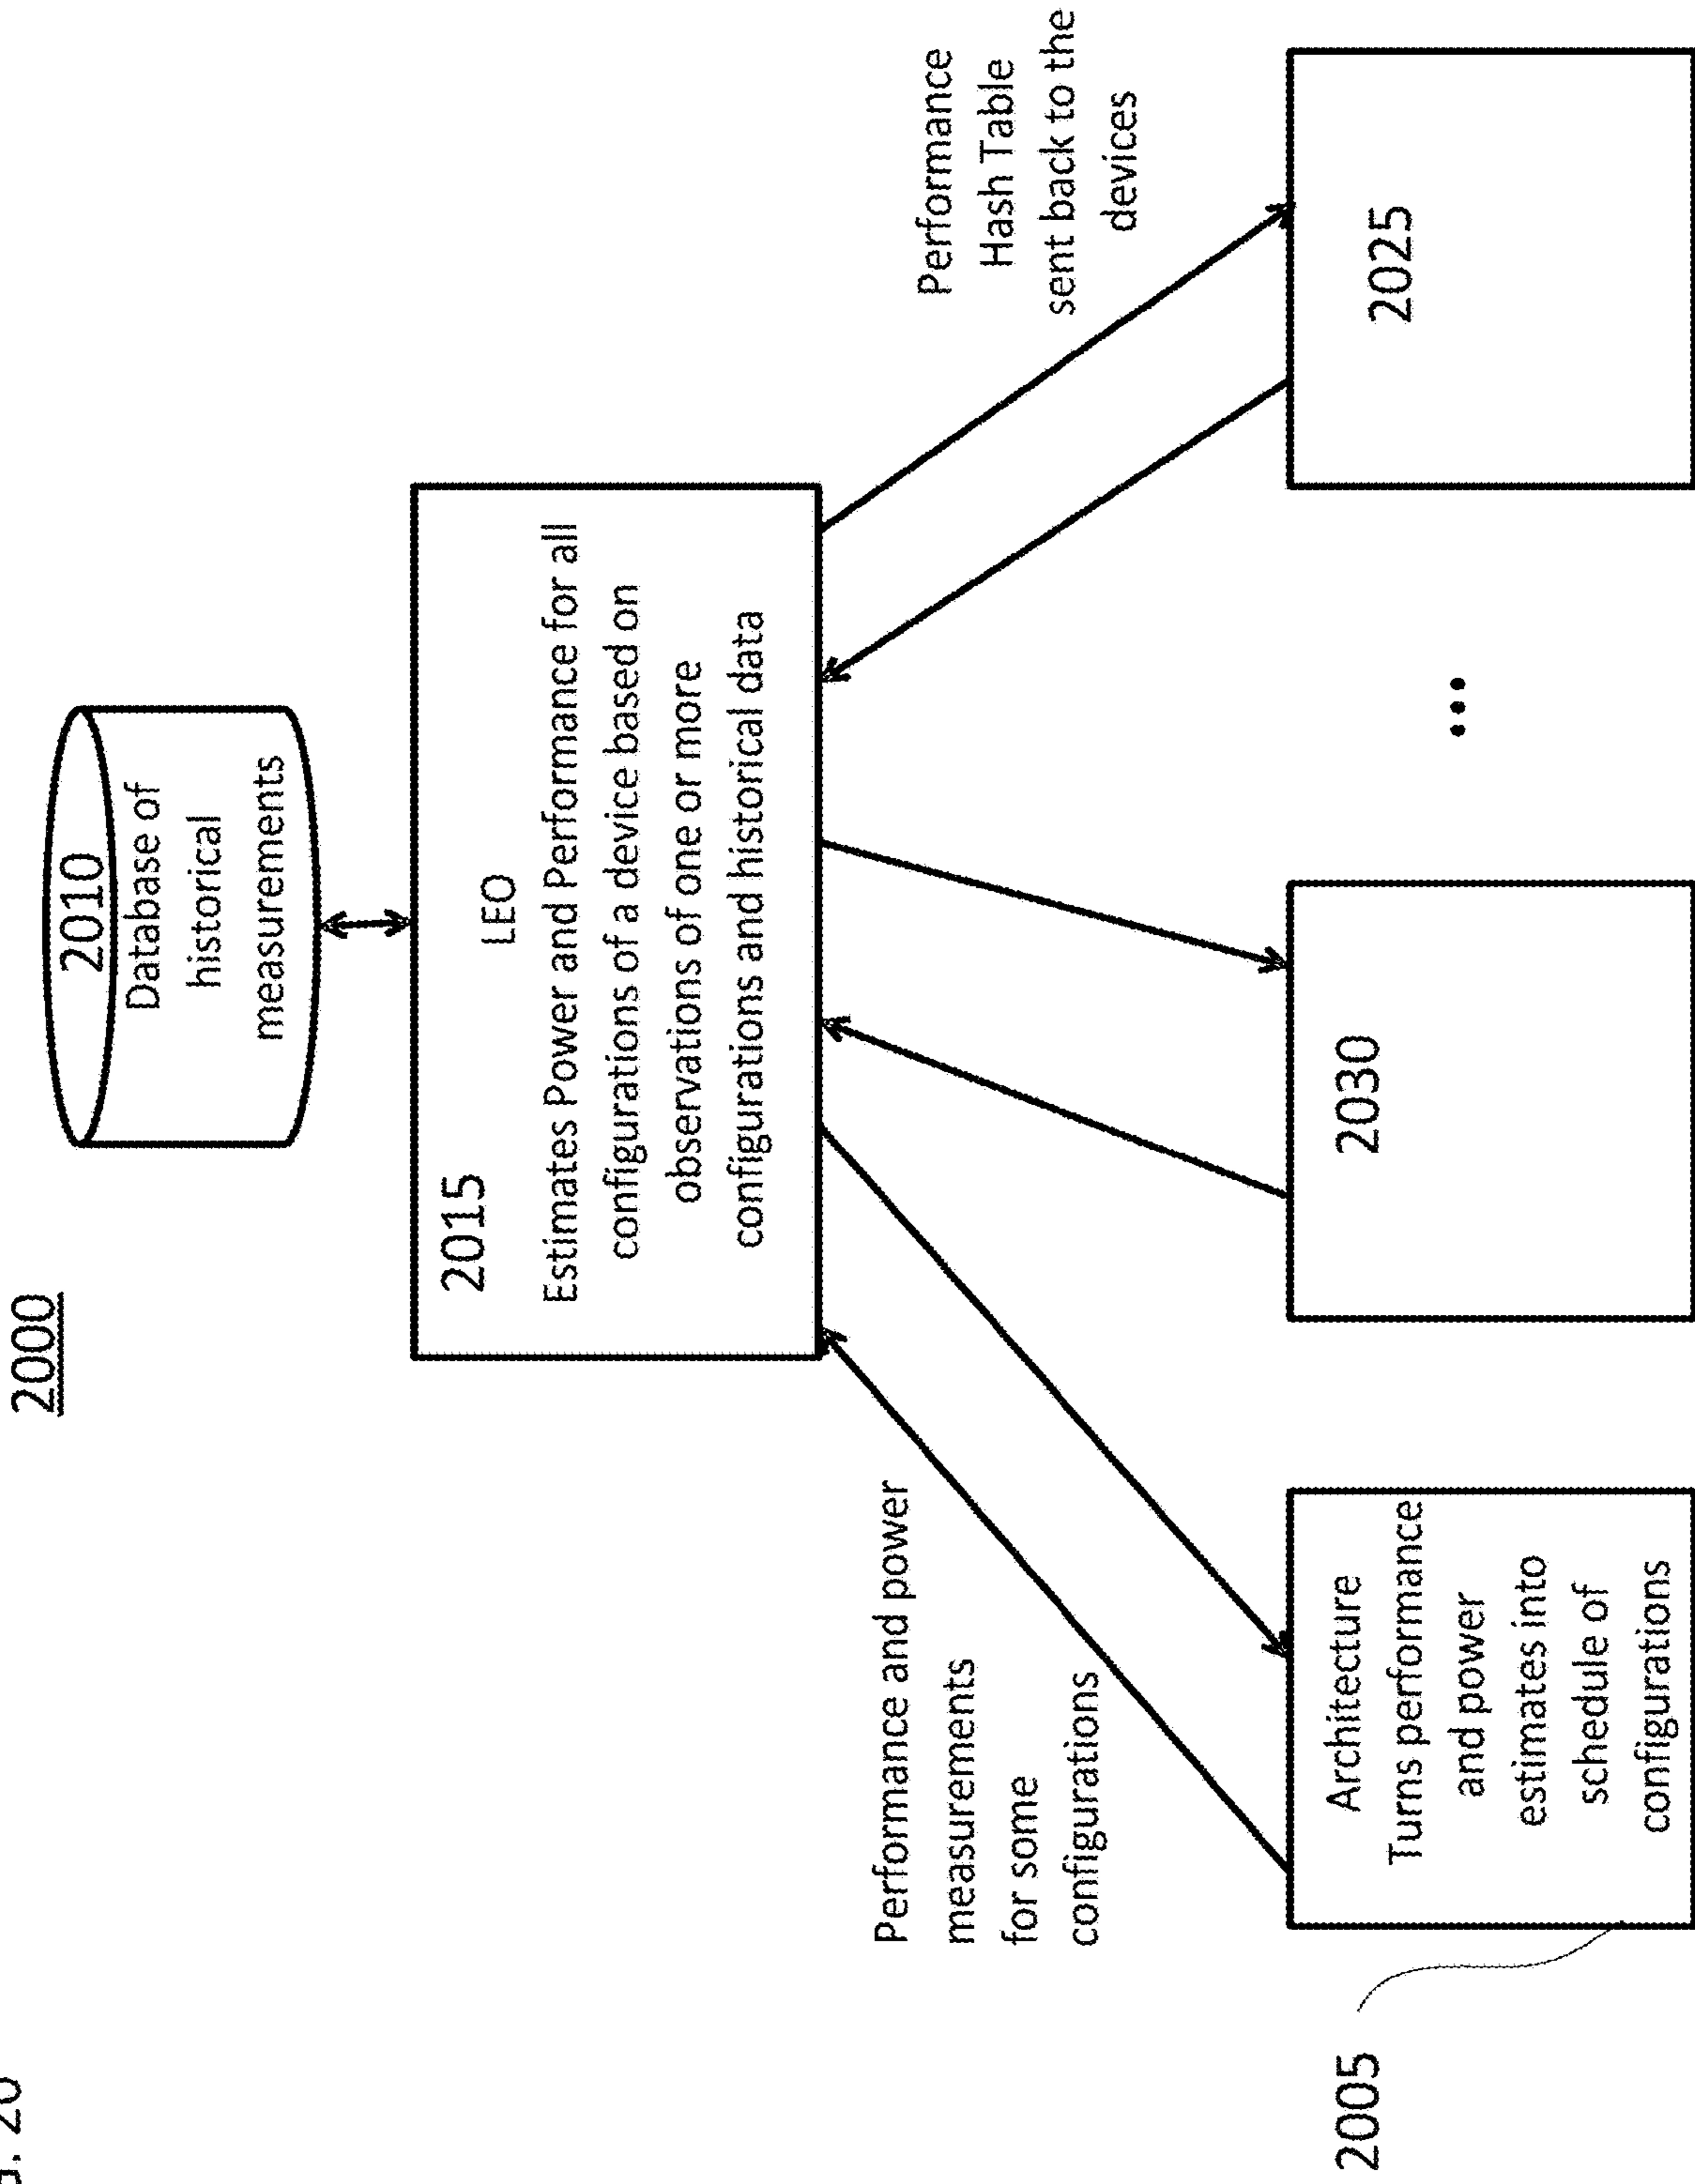 2000
2010
Database of
historical
measurements
2015
LEO
Estimates Power and Performance for all
configurations of a device based on
observations of one or more
configurations and historical data
Performance and power
measurements
for some
configurations
Performance
Hash Table
sent back to the
devices
2005
Architecture
Turns performance
and power
estimates into
schedule of
configurations
2030
...
2025